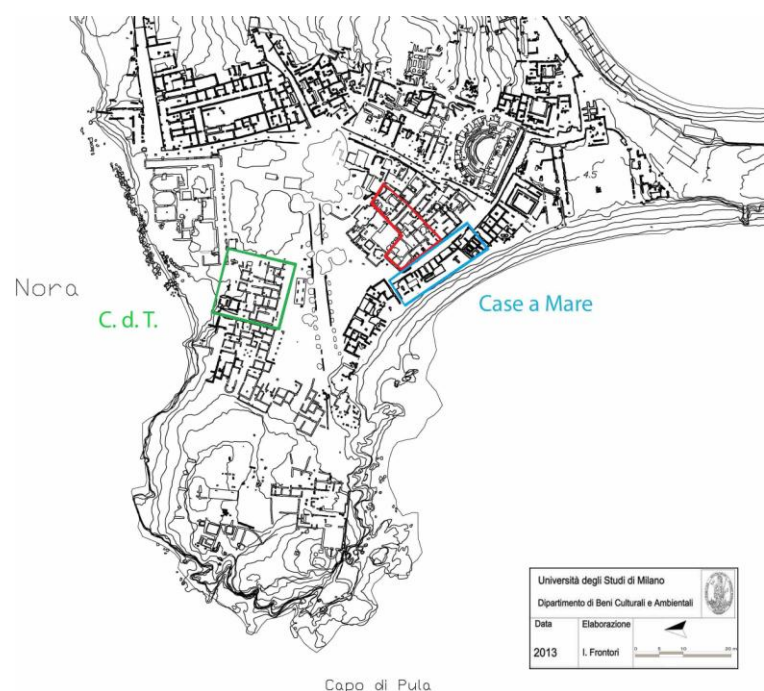 4.5
Nora
C. d. T.
Case a Mare
Università degli Studi di Milano
Dipartimento di Beni Culturali e Ambientali
Data
Elaborazione
2013
I. Frontori
0 5 10 20 m
Capo di Pula